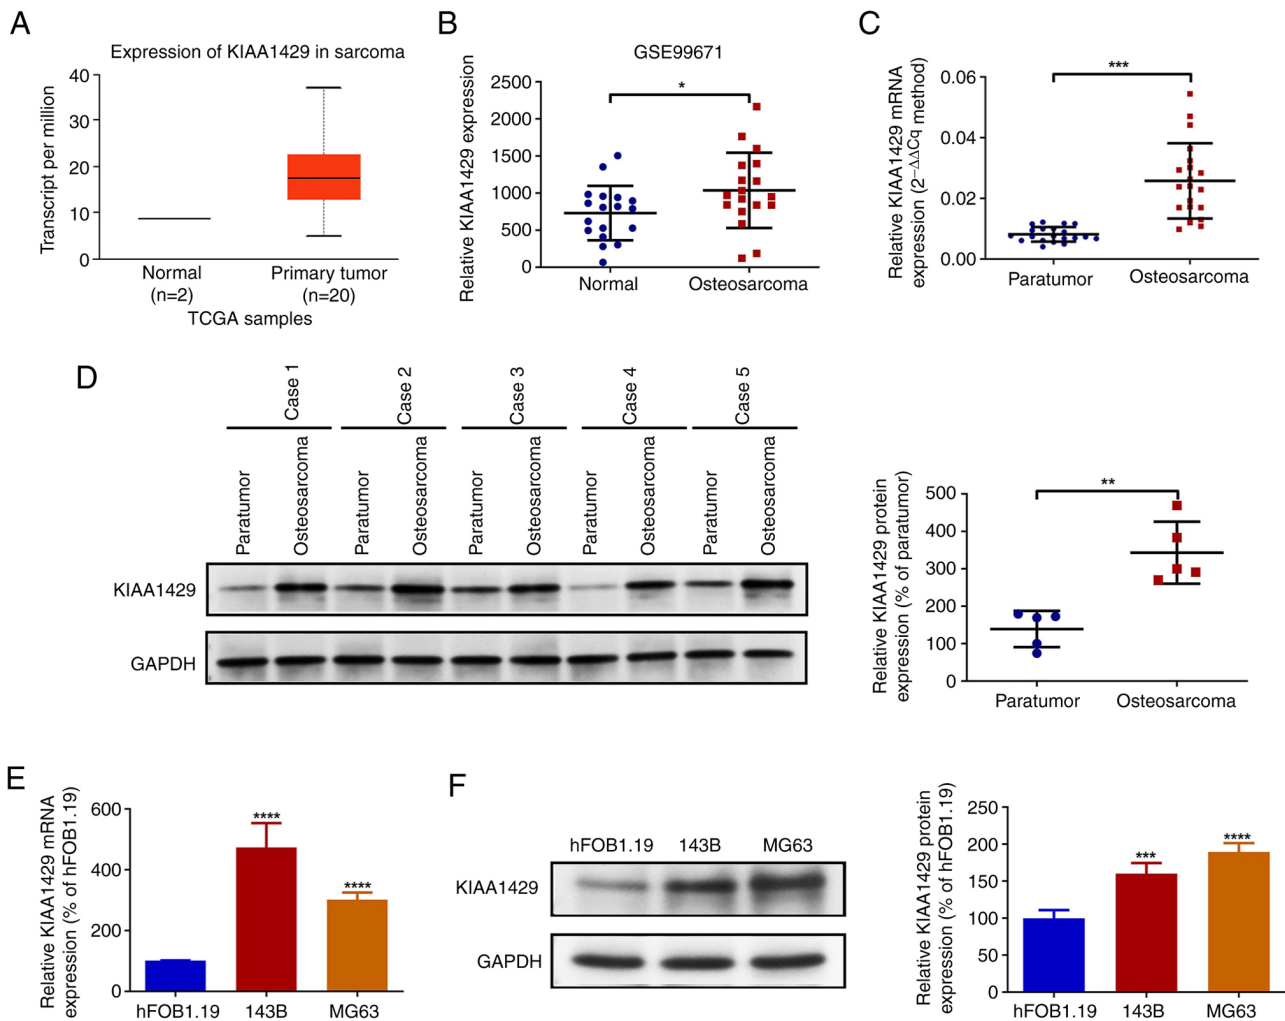 A
Expression of KIAA1429 in sarcoma
Transcript per million
40
30
20
10
0
Normal
(n=2)
Primary tumor
(n=20)
TCGA samples
B
GSE99671
Relative KIAA1429 expression
2500
2000
1500
1000
500
0
*
Normal
Osteosarcoma
C
Relative KIAA1429 mRNA
expression (2−ΔΔCq method)
0.06
0.04
0.02
0.00
***
Paratumor
Osteosarcoma
D
Case 1
Case 2
Case 3
Case 4
Case 5
Paratumor
Osteosarcoma
Paratumor
Osteosarcoma
Paratumor
Osteosarcoma
Paratumor
Osteosarcoma
Paratumor
Osteosarcoma
KIAA1429
GAPDH
Relative KIAA1429 protein
expression (% of paratumor)
500
400
300
200
100
0
**
Paratumor
Osteosarcoma
E
Relative KIAA1429 mRNA
expression (% of hFOB1.19)
600
400
200
0
****
****
hFOB1.19
143B
MG63
F
hFOB1.19
143B
MG63
KIAA1429
GAPDH
Relative KIAA1429 protein
expression (% of hFOB1.19)
250
200
150
100
50
0
***
****
hFOB1.19
143B
MG63